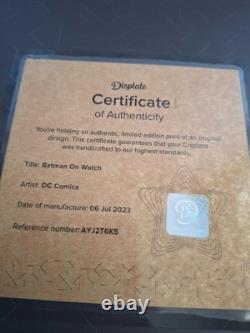 Displate
Certificate
of Authenticity
You're holding an authentic, limited edition print of an original
design. This certificate guarantees that your Displate
was handcrafted to our highest standards.
Title: Batman On Watch
Artist: DC Comics
Date of manufacture: 06 Jul 2023
Reference number: AYJ2T6K5
ebay